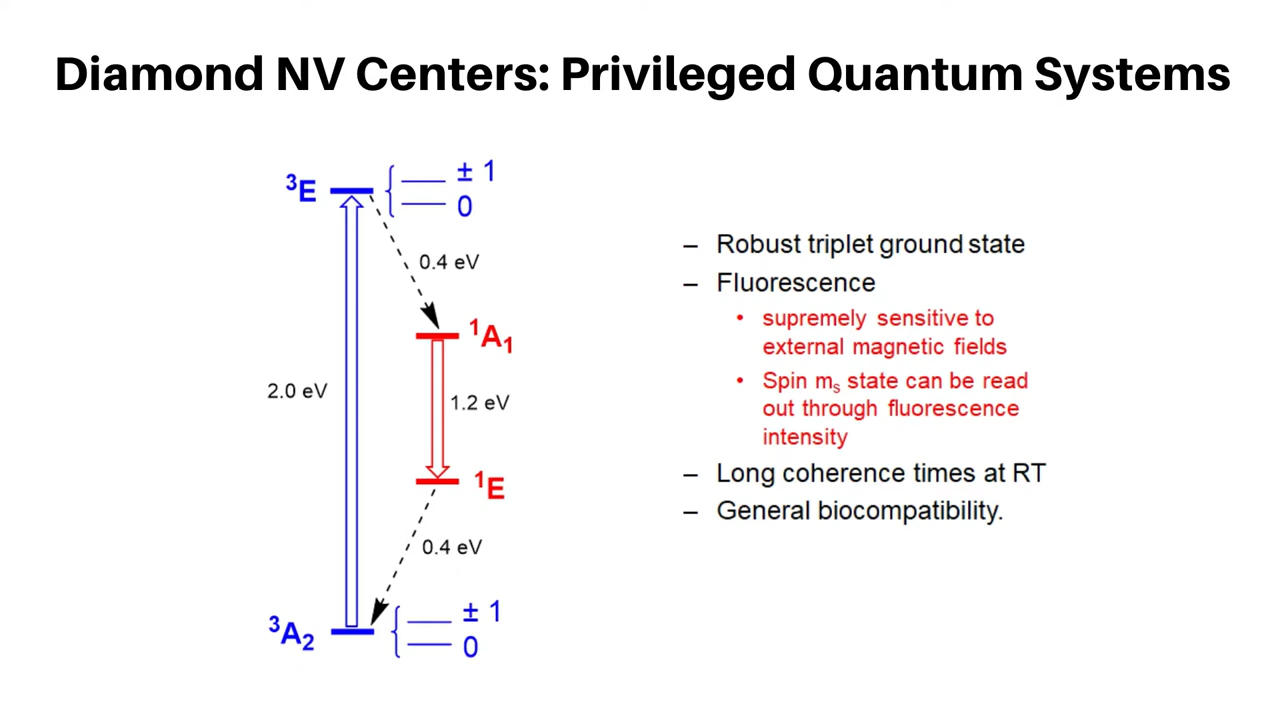 Diamond NV Centers: Privileged Quantum Systems
³E
± 1
0
0.4 eV
¹A₁
2.0 eV
1.2 eV
¹E
0.4 eV
³A₂
± 1
0
– Robust triplet ground state
– Fluorescence
• supremely sensitive to
external magnetic fields
• Spin mₛ state can be read
out through fluorescence
intensity
– Long coherence times at RT
– General biocompatibility.